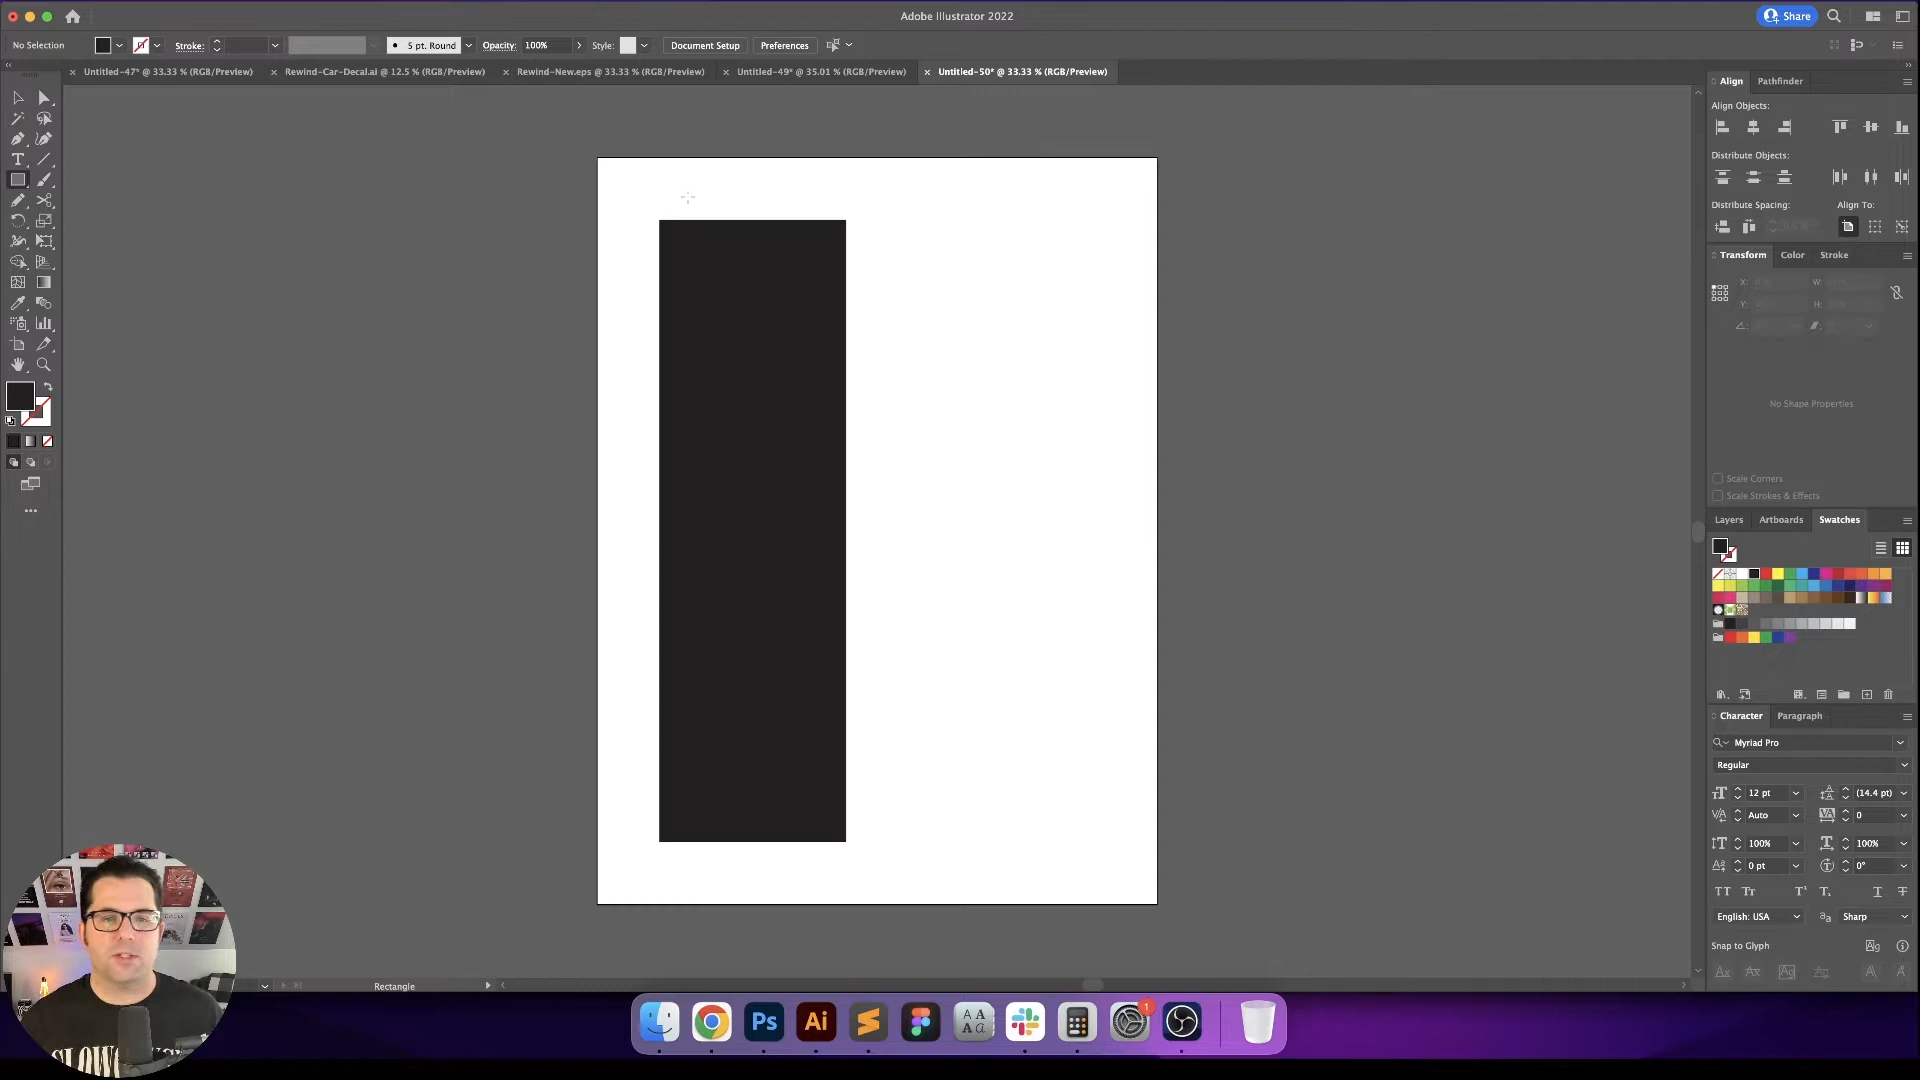 Adobe Illustrator 2022
Share
No Selection
Stroke:
5 pt. Round
Opacity:
100%
Style:
Document Setup
Preferences
Untitled-47* @ 33.33 % (RGB/Preview)
Rewind-Car-Decal.ai @ 12.5 % (RGB/Preview)
Rewind-New.eps @ 33.33 % (RGB/Preview)
Untitled-49* @ 35.01 % (RGB/Preview)
Untitled-50* @ 33.33 % (RGB/Preview)
Align
Pathfinder
Align Objects:
Distribute Objects:
Distribute Spacing:
Align To:
Transform
Color
Stroke
X:
W:
Y:
H:
No Shape Properties
Scale Corners
Scale Strokes & Effects
Layers
Artboards
Swatches
Character
Paragraph
Myriad Pro
Regular
12 pt
(14.4 pt)
Auto
0
100%
100%
0 pt
0°
English: USA
Sharp
Snap to Glyph
Rectangle
Ps
Ai
1